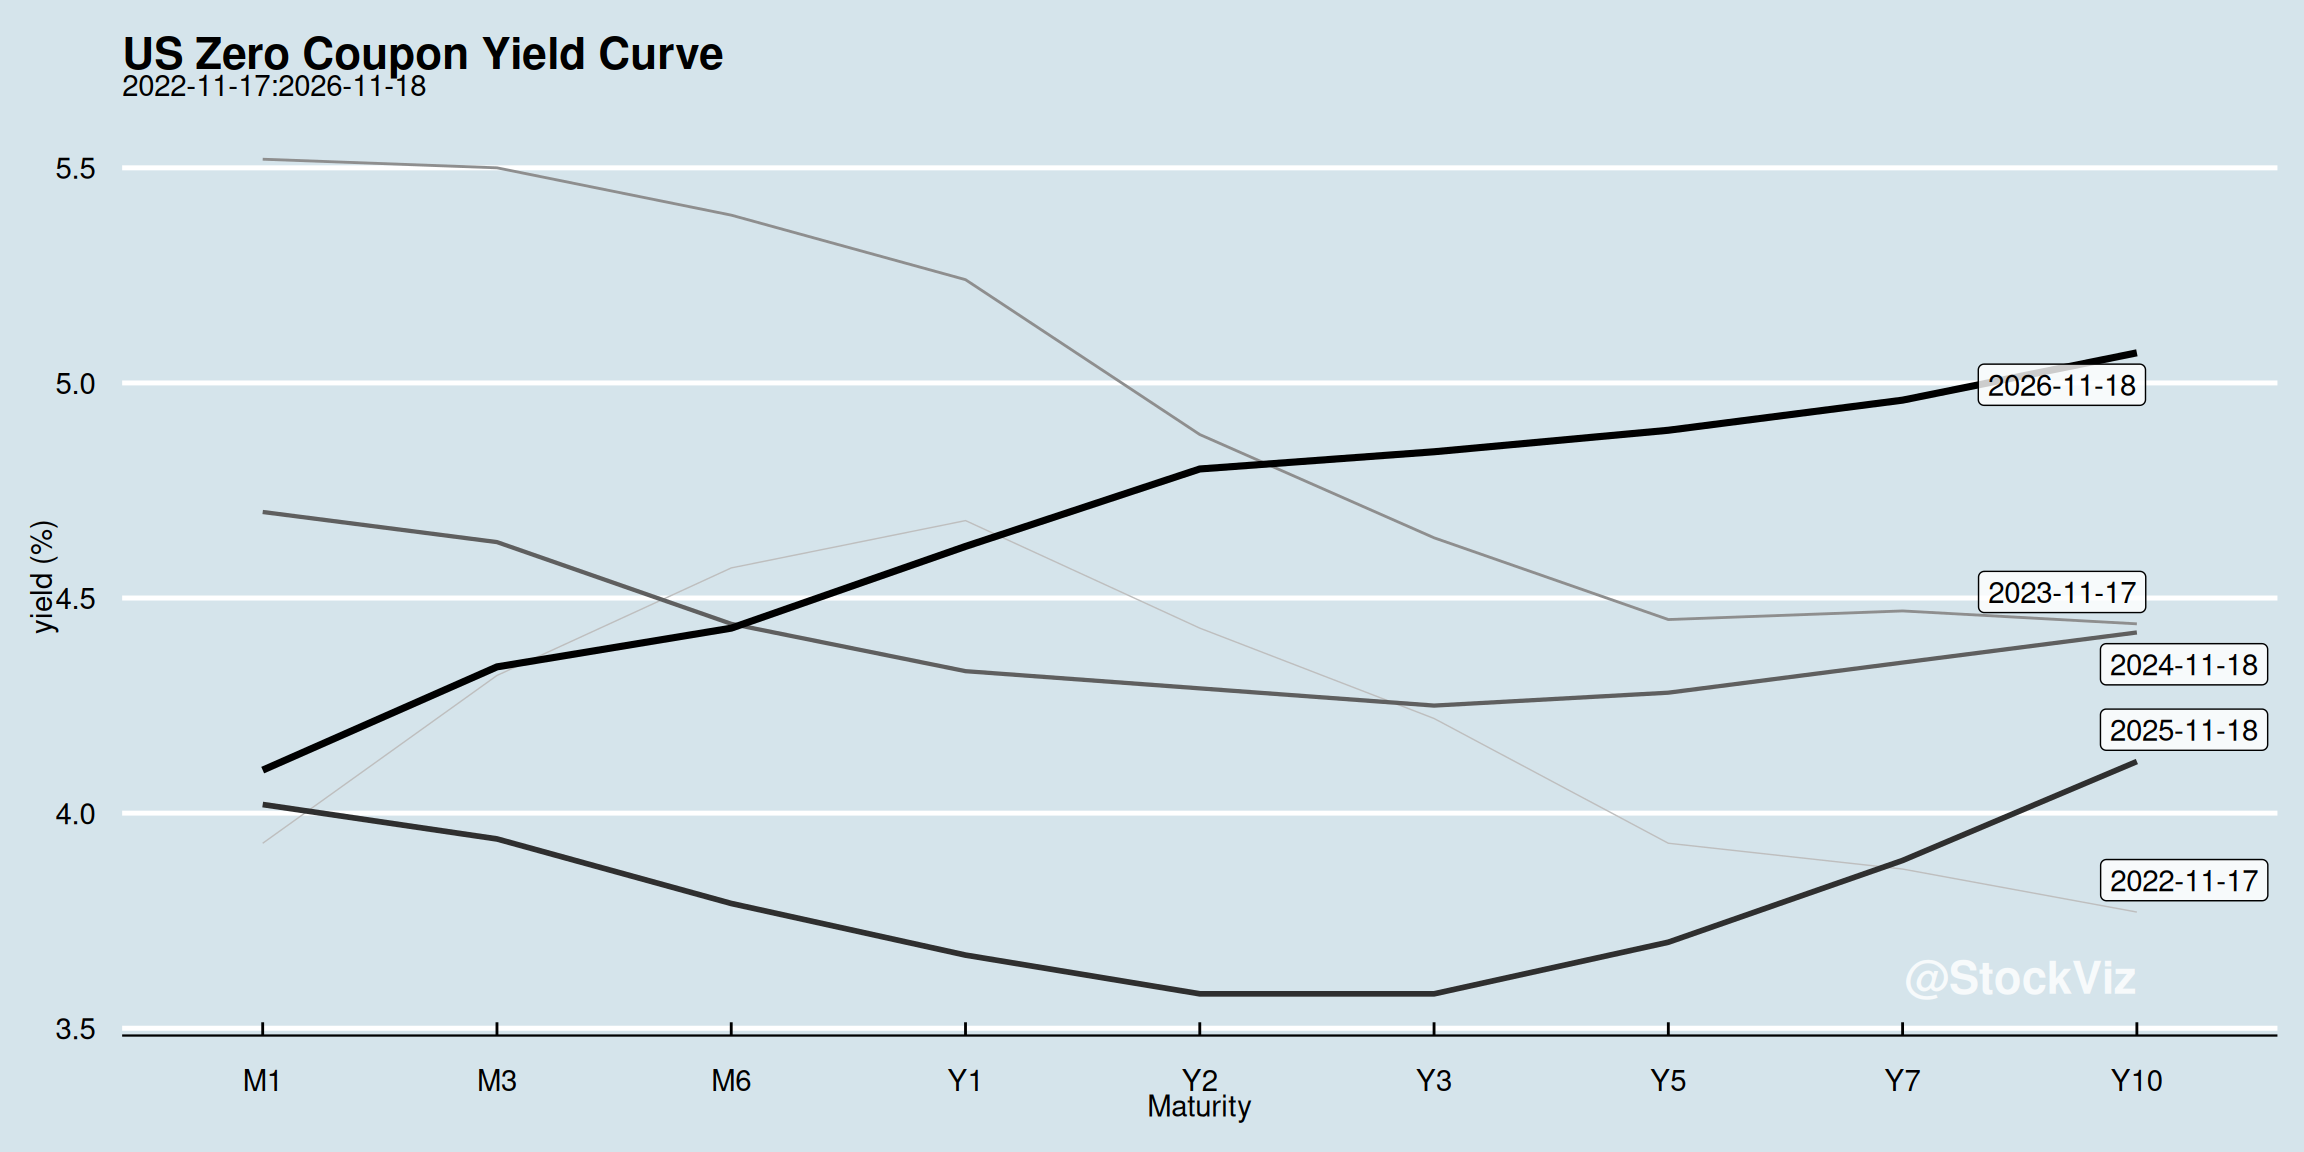 US Zero Coupon Yield Curve
2022-11-17:2026-11-18
yield (%)
5.5
5.0
4.5
4.0
3.5
2026-11-18
2023-11-17
2024-11-18
2025-11-18
2022-11-17
@StockViz
M1 M3 M6 Y1 Y2 Y3 Y5 Y7 Y10
Maturity